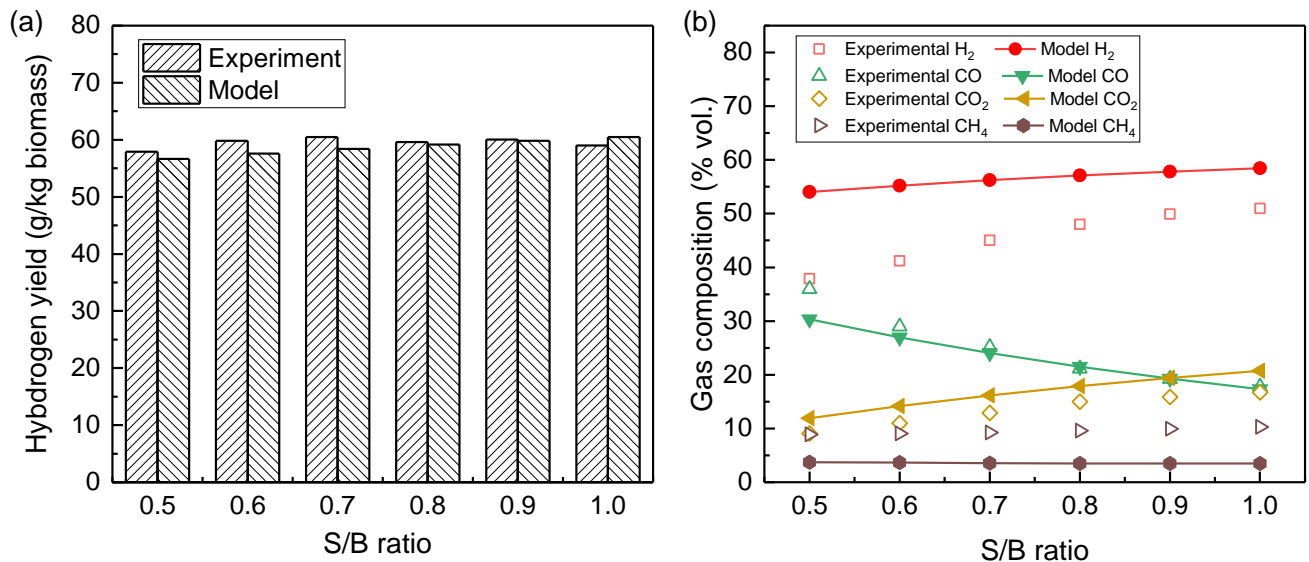 (a)
Hybdrogen yield (g/kg biomass)
80
70
60
50
40
30
20
10
0
Experiment
Model
0.5 0.6 0.7 0.8 0.9 1.0
S/B ratio
(b)
Gas composition (% vol.)
80
70
60
50
40
30
20
10
0
Experimental H₂ Model H₂
Experimental CO Model CO
Experimental CO₂ Model CO₂
Experimental CH₄ Model CH₄
0.5 0.6 0.7 0.8 0.9 1.0
S/B ratio